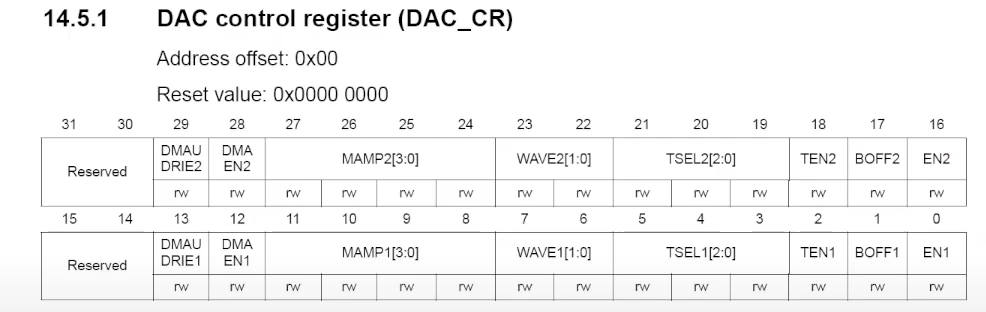 14.5.1 DAC control register (DAC_CR)
Address offset: 0x00
Reset value: 0x0000 0000
31 30 29 28 27 26 25 24 23 22 21 20 19 18 17 16
Reserved DMAU DRIE2 DMA EN2 MAMP2[3:0] WAVE2[1:0] TSEL2[2:0] TEN2 BOFF2 EN2
rw rw rw rw rw rw rw rw rw rw rw rw rw rw
15 14 13 12 11 10 9 8 7 6 5 4 3 2 1 0
Reserved DMAU DRIE1 DMA EN1 MAMP1[3:0] WAVE1[1:0] TSEL1[2:0] TEN1 BOFF1 EN1
rw rw rw rw rw rw rw rw rw rw rw rw rw rw